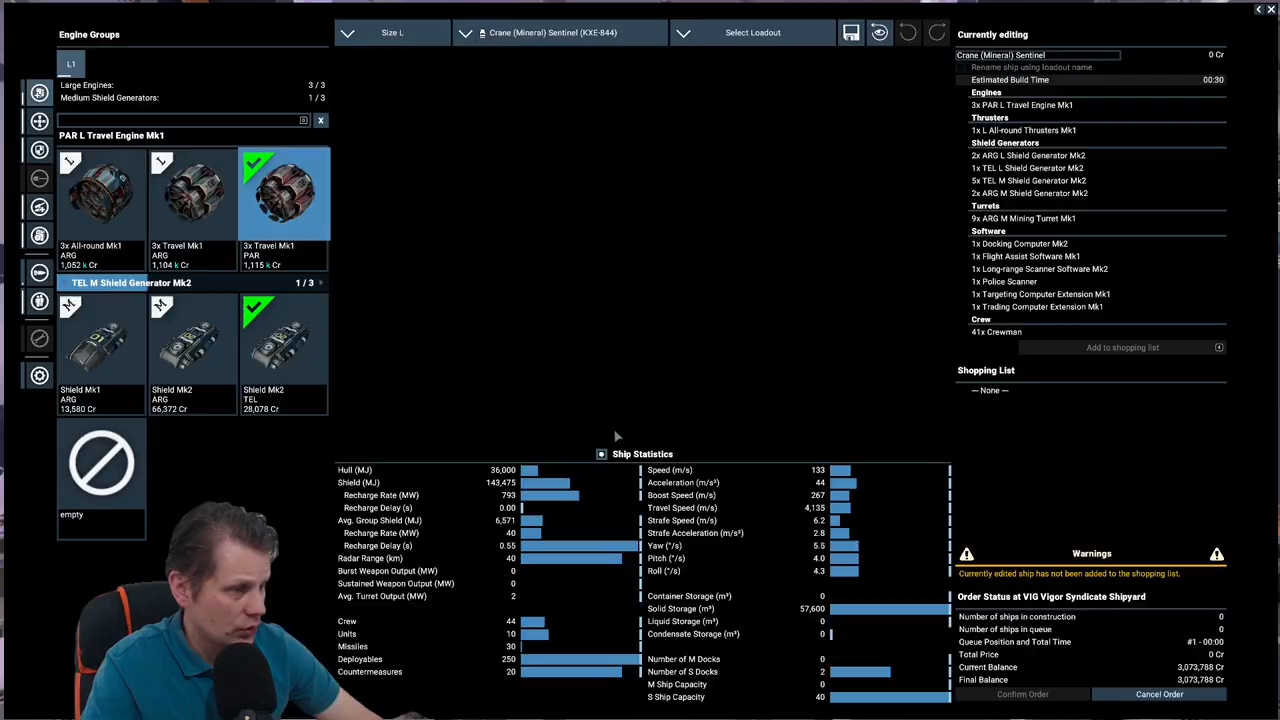 Engine Groups
L1
Large Engines: 3 / 3
Medium Shield Generators: 1 / 3
X
PAR L Travel Engine Mk1
L
L
3x All-round Mk1
ARG
1,052 k Cr
3x Travel Mk1
ARG
1,104 k Cr
3x Travel Mk1
PAR
1,115 k Cr
TEL M Shield Generator Mk2 1 / 3
M
M
Shield Mk1
ARG
13,580 Cr
Shield Mk2
ARG
66,372 Cr
Shield Mk2
TEL
28,078 Cr
empty
Size L
Crane (Mineral) Sentinel (KXE-844)
Select Loadout
Ship Statistics
Hull (MJ) 36,000
Shield (MJ) 143,475
Recharge Rate (MW) 793
Recharge Delay (s) 0.00
Avg. Group Shield (MJ) 6,571
Recharge Rate (MW) 40
Recharge Delay (s) 0.55
Radar Range (km) 40
Burst Weapon Output (MW) 0
Sustained Weapon Output (MW) 0
Avg. Turret Output (MW) 2
Crew 44
Units 10
Missiles 30
Deployables 250
Countermeasures 20
Speed (m/s) 133
Acceleration (m/s²) 44
Boost Speed (m/s) 267
Travel Speed (m/s) 4,135
Strafe Speed (m/s) 6.2
Strafe Acceleration (m/s²) 2.8
Yaw (°/s) 5.5
Pitch (°/s) 4.0
Roll (°/s) 4.3
Container Storage (m³) 0
Solid Storage (m³) 57,600
Liquid Storage (m³) 0
Condensate Storage (m³) 0
Number of M Docks 0
Number of S Docks 2
M Ship Capacity 0
S Ship Capacity 40
Currently editing
Crane (Mineral) Sentinel 0 Cr
Rename ship using loadout name
Estimated Build Time 00:30
Engines
3x PAR L Travel Engine Mk1
Thrusters
1x L All-round Thrusters Mk1
Shield Generators
2x ARG L Shield Generator Mk2
1x TEL L Shield Generator Mk2
5x TEL M Shield Generator Mk2
2x ARG M Shield Generator Mk2
Turrets
9x ARG M Mining Turret Mk1
Software
1x Docking Computer Mk2
1x Flight Assist Software Mk1
1x Long-range Scanner Software Mk2
1x Police Scanner
1x Targeting Computer Extension Mk1
1x Trading Computer Extension Mk1
Crew
41x Crewman
Add to shopping list
Shopping List
— None —
Warnings
Currently edited ship has not been added to the shopping list.
Order Status at VIG Vigor Syndicate Shipyard
Number of ships in construction 0
Number of ships in queue 0
Queue Position and Total Time #1 - 00:00
Total Price 0 Cr
Current Balance 3,073,788 Cr
Final Balance 3,073,788 Cr
Confirm Order
Cancel Order